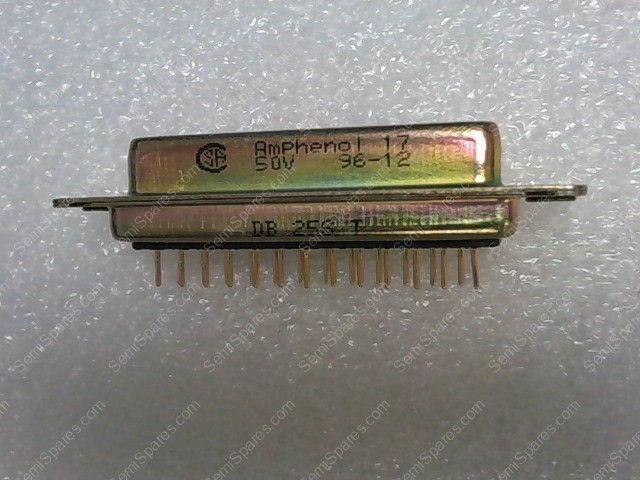 Amphenol 17
50V 96-12
DB 25S T
SemiSpares.com